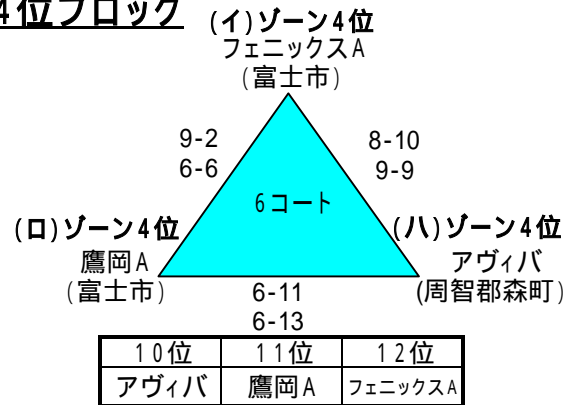 4位ブロック
(イ)ゾーン4位
フェニックスA
(富士市)
9-2
6-6
8-10
9-9
6コート
(ロ)ゾーン4位
鷹岡A
(富士市)
(ハ)ゾーン4位
アヴィバ
(周智郡森町)
6-11
6-13
10位 11位 12位
アヴィバ 鷹岡A フェニックスA